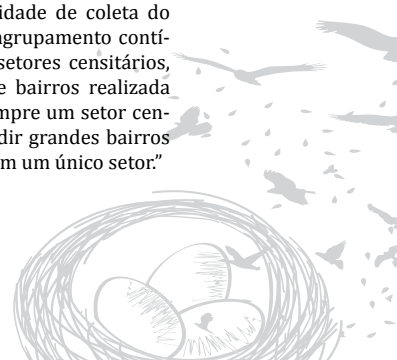 idade de coleta do
agrupamento contí-
setores censitários,
e bairros realizada
mpre um setor cen-
dir grandes bairros
m um único setor.”